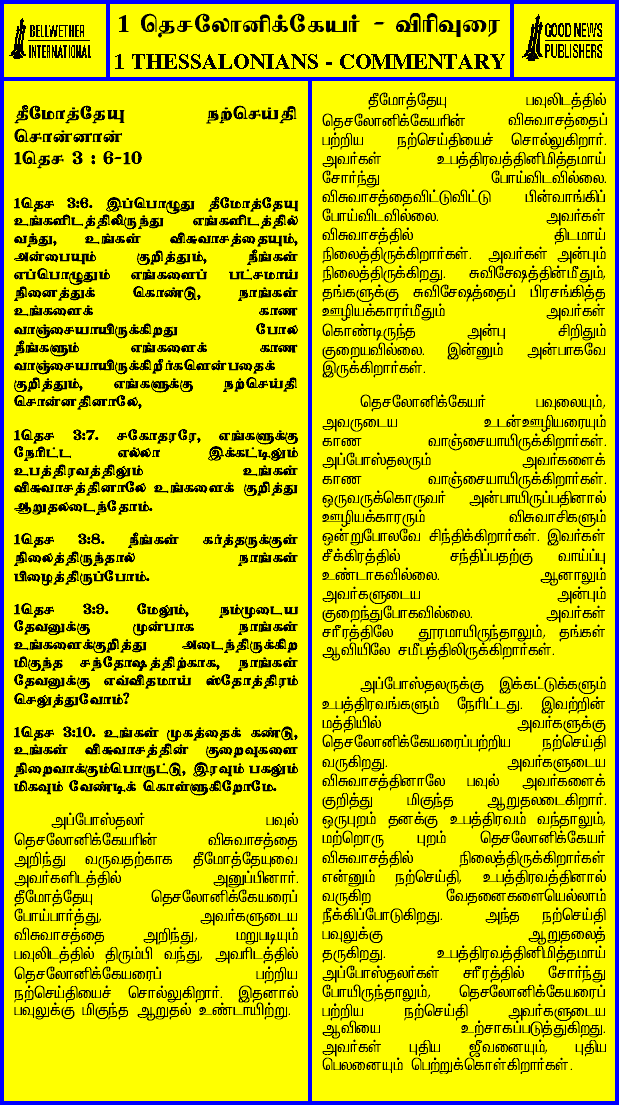 BELLWETHER
INTERNATIONAL
1 தெசலோனிக்கேயர் - விரிவுரை
1 THESSALONIANS - COMMENTARY
GOOD NEWS
PUBLISHERS
தீமோத்தேயு நற்செய்தி
சொன்னான்
1தெச 3 : 6-10
1தெச 3:6. இப்பொழுது தீமோத்தேயு
உங்களிடத்திலிருந்து எங்களிடத்தில்
வந்து, உங்கள் விசுவாசத்தையும்,
அன்பையும் குறித்தும், நீங்கள்
எப்பொழுதும் எங்களைப் பட்சமாய்
நினைத்துக் கொண்டு, நாங்கள்
உங்களைக் காண
வாஞ்சையாயிருக்கிறது போல
நீங்களும் எங்களைக் காண
வாஞ்சையாயிருக்கிறீர்களென்பதைக்
குறித்தும், எங்களுக்கு நற்செய்தி
சொன்னதினாலே,
1தெச 3:7. சகோதரரே, எங்களுக்கு
நேரிட்ட எல்லா இக்கட்டிலும்
உபத்திரவத்திலும் உங்கள்
விசுவாசத்தினாலே உங்களைக் குறித்து
ஆறுதலடைந்தோம்.
1தெச 3:8. நீங்கள் கர்த்தருக்குள்
நிலைத்திருந்தால் நாங்கள்
பிழைத்திருப்போம்.
1தெச 3:9. மேலும், நம்முடைய
தேவனுக்கு முன்பாக நாங்கள்
உங்களைக்குறித்து அடைந்திருக்கிற
மிகுந்த சந்தோஷத்திற்காக, நாங்கள்
தேவனுக்கு எவ்விதமாய் ஸ்தோத்திரம்
செலுத்துவோம்?
1தெச 3:10. உங்கள் முகத்தைக் கண்டு,
உங்கள் விசுவாசத்தின் குறைவுகளை
நிறைவாக்கும்பொருட்டு, இரவும் பகலும்
மிகவும் வேண்டிக் கொள்ளுகிறோமே.
அப்போஸ்தலர் பவுல்
தெசலோனிக்கேயரின் விசுவாசத்தை
அறிந்து வருவதற்காக தீமோத்தேயுவை
அவர்களிடத்தில் அனுப்பினார்.
தீமோத்தேயு தெசலோனிக்கேயரைப்
போய்பார்த்து, அவர்களுடைய
விசுவாசத்தை அறிந்து, மறுபடியும்
பவுலிடத்தில் திரும்பி வந்து, அவரிடத்தில்
தெசலோனிக்கேயரைப் பற்றிய
நற்செய்தியைச் சொல்லுகிறார். இதனால்
பவுலுக்கு மிகுந்த ஆறுதல் உண்டாயிற்று.
தீமோத்தேயு பவுலிடத்தில்
தெசலோனிக்கேயரின் விசுவாசத்தைப்
பற்றிய நற்செய்தியைச் சொல்லுகிறார்.
அவர்கள் உபத்திரவத்தினிமித்தமாய்
சோர்ந்து போய்விடவில்லை.
விசுவாசத்தைவிட்டுவிட்டு பின்வாங்கிப்
போய்விடவில்லை. அவர்கள்
விசுவாசத்தில் திடமாய்
நிலைத்திருக்கிறார்கள். அவர்கள் அன்பும்
நிலைத்திருக்கிறது. சுவிசேஷத்தின்மீதும்,
தங்களுக்கு சுவிசேஷத்தைப் பிரசங்கித்த
ஊழியக்காரர்மீதும் அவர்கள்
கொண்டிருந்த அன்பு சிறிதும்
குறையவில்லை. இன்னும் அன்பாகவே
இருக்கிறார்கள்.
தெசலோனிக்கேயர் பவுலையும்,
அவருடைய உடன்ஊழியரையும்
காண வாஞ்சையாயிருக்கிறார்கள்.
அப்போஸ்தலரும் அவர்களைக்
காண வாஞ்சையாயிருக்கிறார்கள்.
ஒருவருக்கொருவர் அன்பாயிருப்பதினால்
ஊழியக்காரரும் விசுவாசிகளும்
ஒன்றுபோலவே சிந்திக்கிறார்கள். இவர்கள்
சீக்கிரத்தில் சந்திப்பதற்கு வாய்ப்பு
உண்டாகவில்லை. ஆனாலும்
அவர்களுடைய அன்பும்
குறைந்துபோகவில்லை. அவர்கள்
சரீரத்திலே தூரமாயிருந்தாலும், தங்கள்
ஆவியிலே சமீபத்திலிருக்கிறார்கள்.
அப்போஸ்தலருக்கு இக்கட்டுக்களும்
உபத்திரவங்களும் நேரிட்டது. இவற்றின்
மத்தியில் அவர்களுக்கு
தெசலோனிக்கேயரைப்பற்றிய நற்செய்தி
வருகிறது. அவர்களுடைய
விசுவாசத்தினாலே பவுல் அவர்களைக்
குறித்து மிகுந்த ஆறுதலடைகிறார்.
ஒருபுறம் தனக்கு உபத்திரவம் வந்தாலும்,
மற்றொரு புறம் தெசலோனிக்கேயர்
விசுவாசத்தில் நிலைத்திருக்கிறார்கள்
என்னும் நற்செய்தி, உபத்திரவத்தினால்
வருகிற வேதனைகளையெல்லாம்
நீக்கிப்போடுகிறது. அந்த நற்செய்தி
பவுலுக்கு ஆறுதலைத்
தருகிறது. உபத்திரவத்தினிமித்தமாய்
அப்போஸ்தலர்கள் சரீரத்தில் சோர்ந்து
போயிருந்தாலும், தெசலோனிக்கேயரைப்
பற்றிய நற்செய்தி அவர்களுடைய
ஆவியை உற்சாகப்படுத்துகிறது.
அவர்கள் புதிய ஜீவனையும், புதிய
பெலனையும் பெற்றுக்கொள்கிறார்கள்.